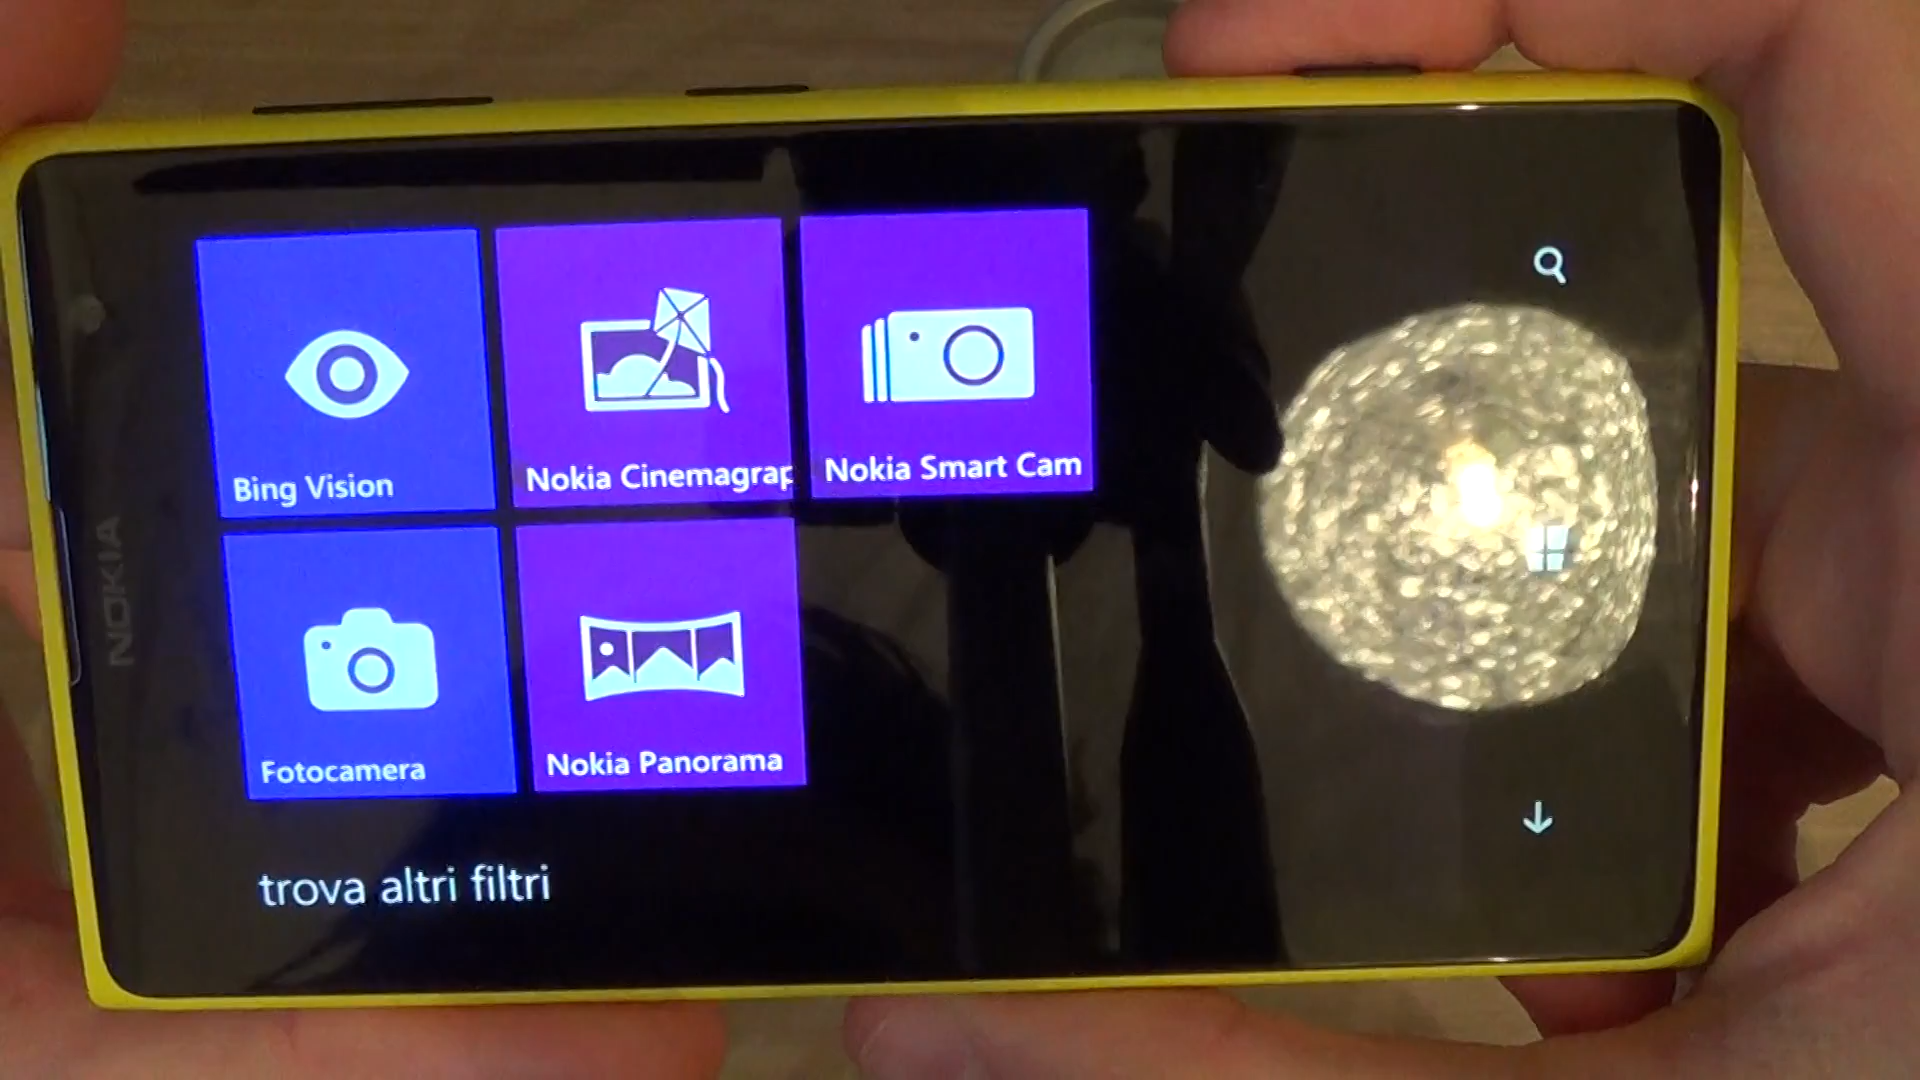 NOKIA
Bing Vision
Nokia Cinemagrap
Nokia Smart Cam
Fotocamera
Nokia Panorama
trova altri filtri